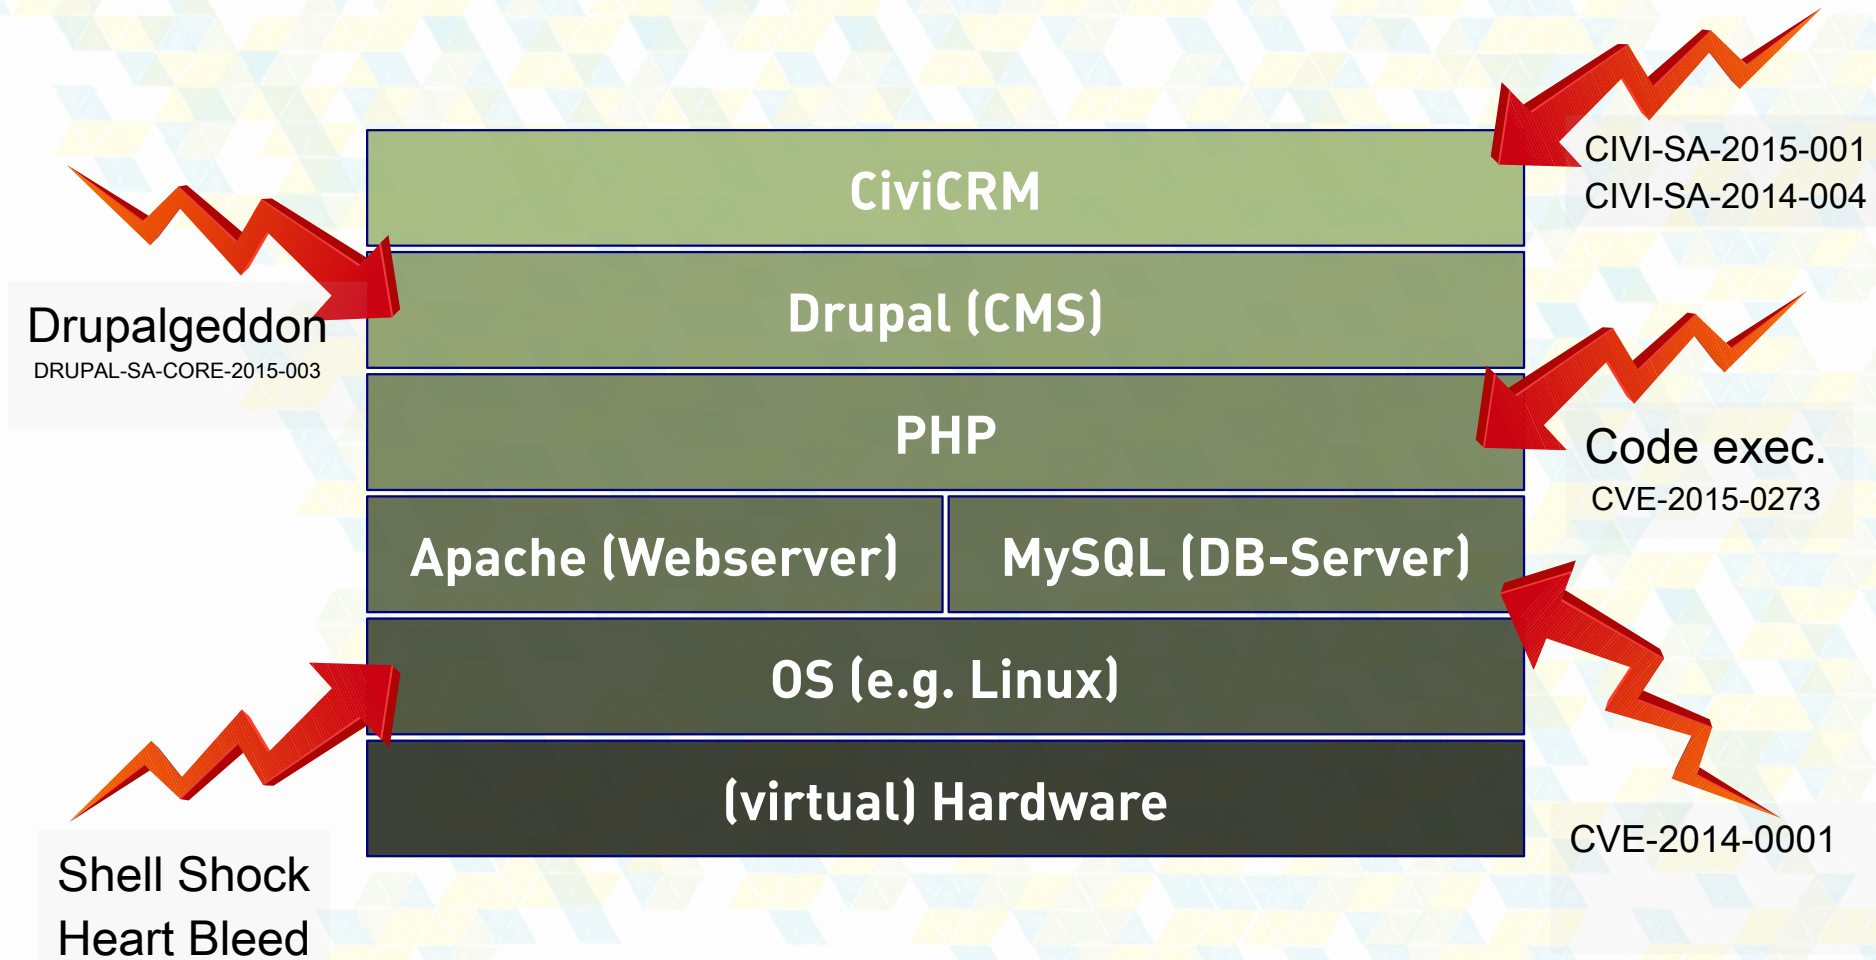 CiviCRM
CIVI-SA-2015-001
CIVI-SA-2014-004
Drupal (CMS)
Drupalgeddon
DRUPAL-SA-CORE-2015-003
PHP
Code exec.
CVE-2015-0273
Apache (Webserver)
MySQL (DB-Server)
OS (e.g. Linux)
(virtual) Hardware
CVE-2014-0001
Shell Shock
Heart Bleed